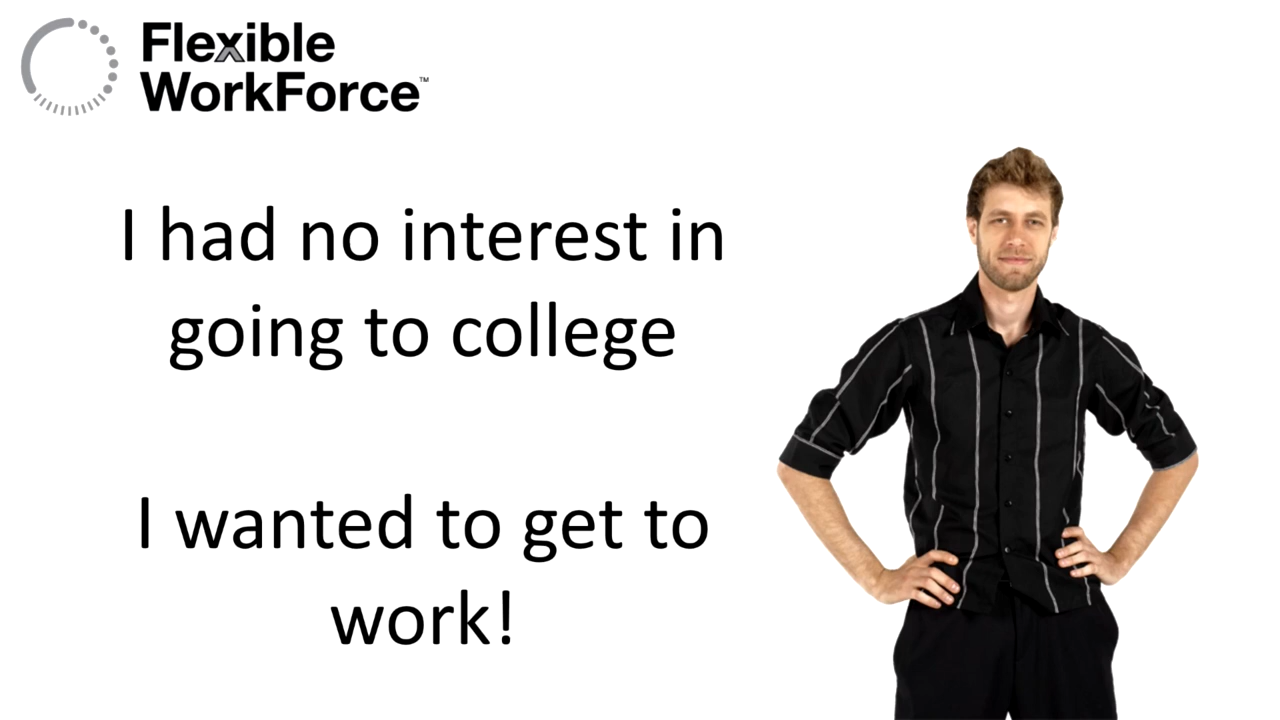 Flexible
WorkForce™
I had no interest in
going to college
I wanted to get to
work!